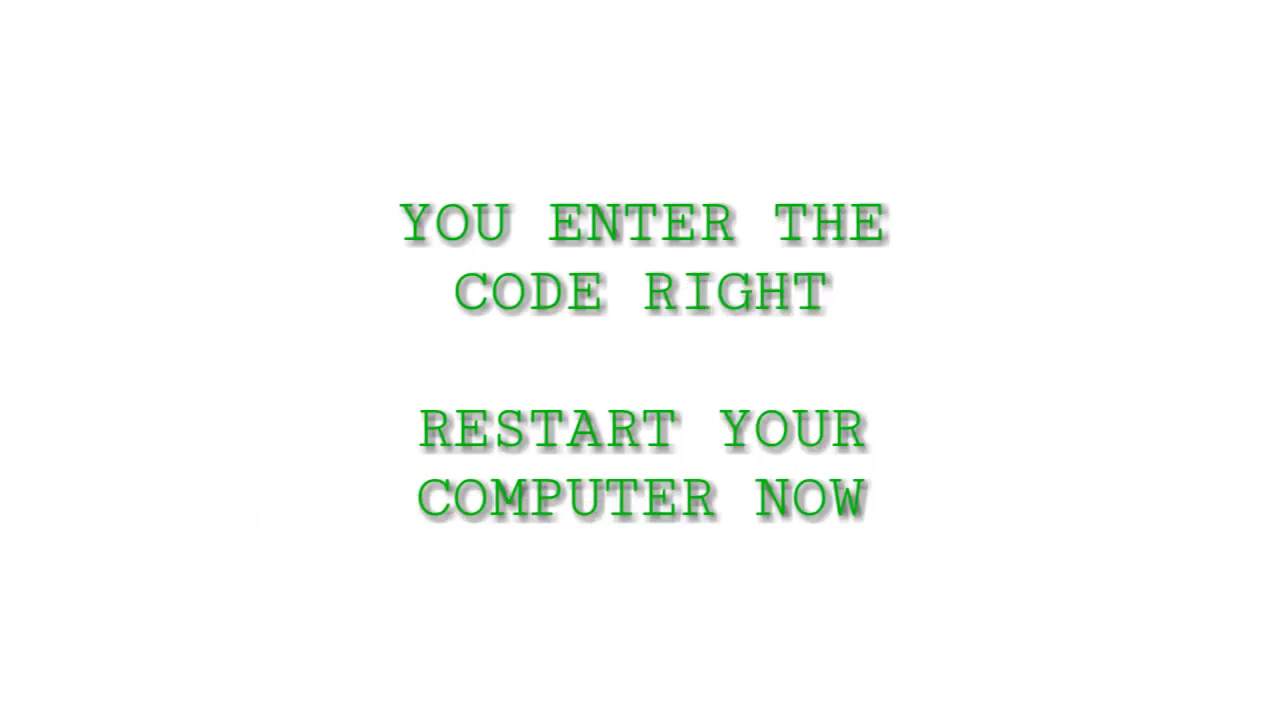 YOU ENTER THE
CODE RIGHT
RESTART YOUR
COMPUTER NOW